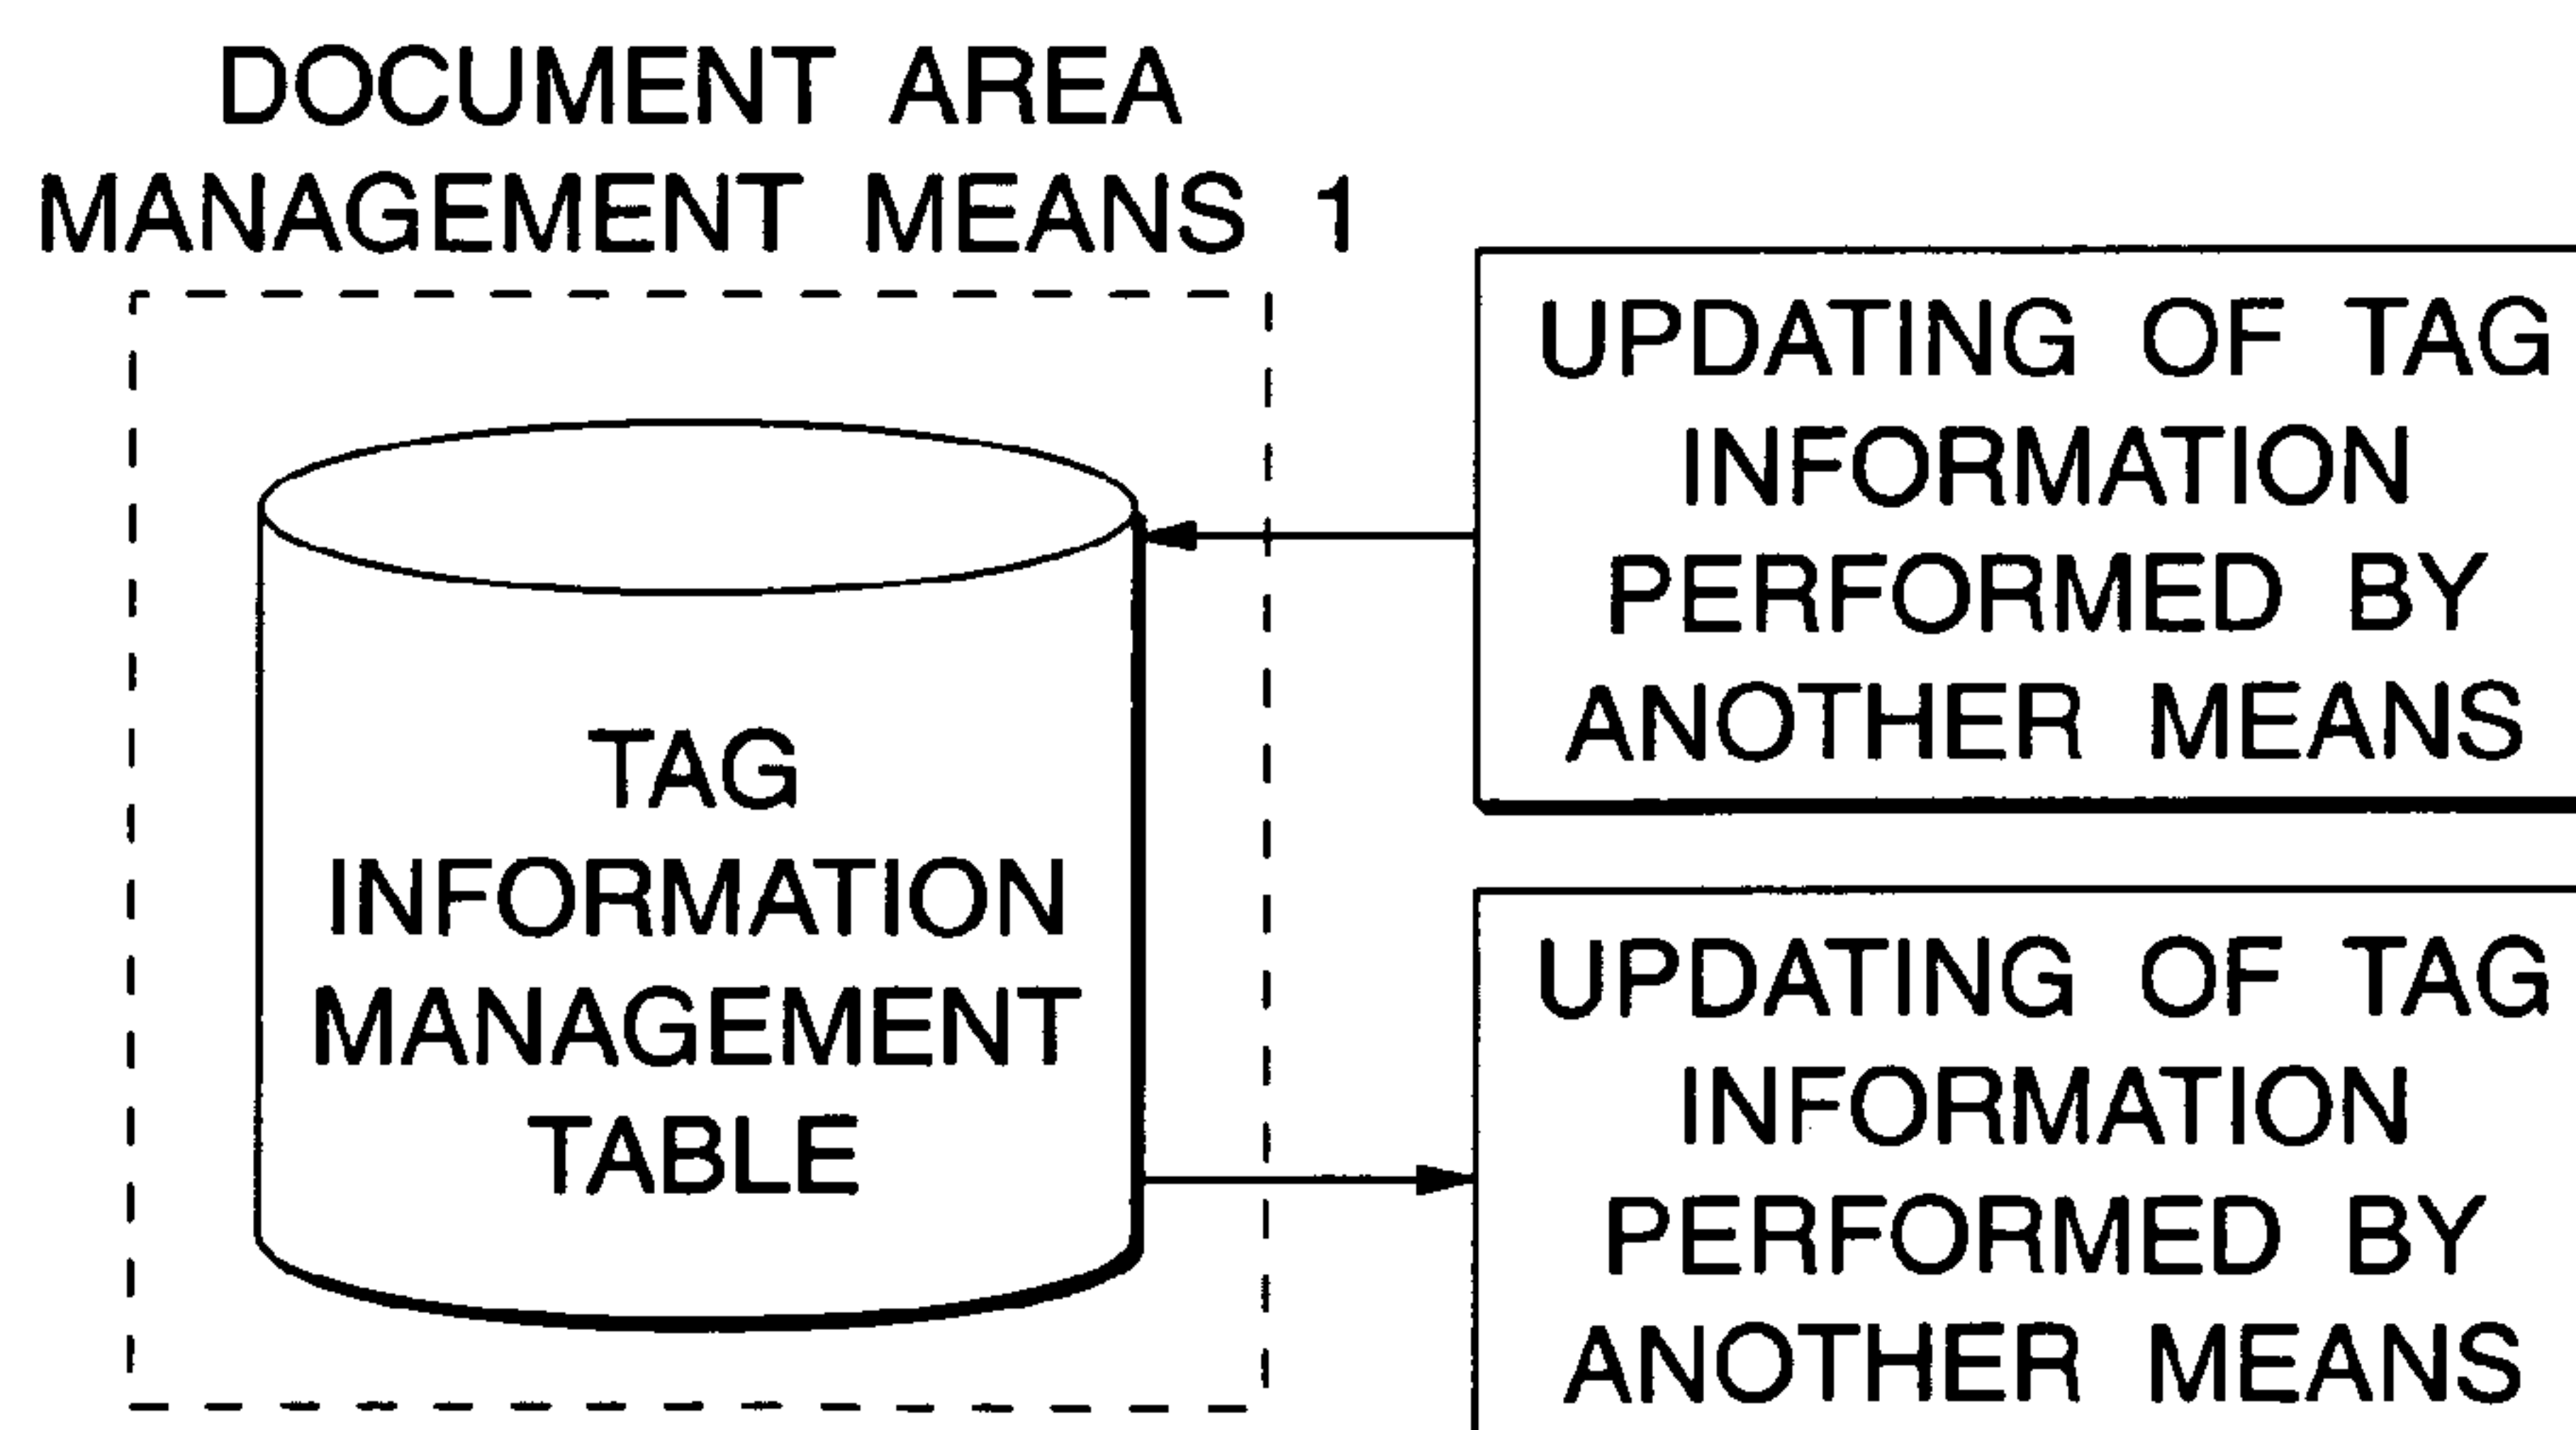 DOCUMENT AREA
MANAGEMENT MEANS 1
TAG
INFORMATION
MANAGEMENT
TABLE
UPDATING OF TAG
INFORMATION
PERFORMED BY
ANOTHER MEANS
UPDATING OF TAG
INFORMATION
PERFORMED BY
ANOTHER MEANS